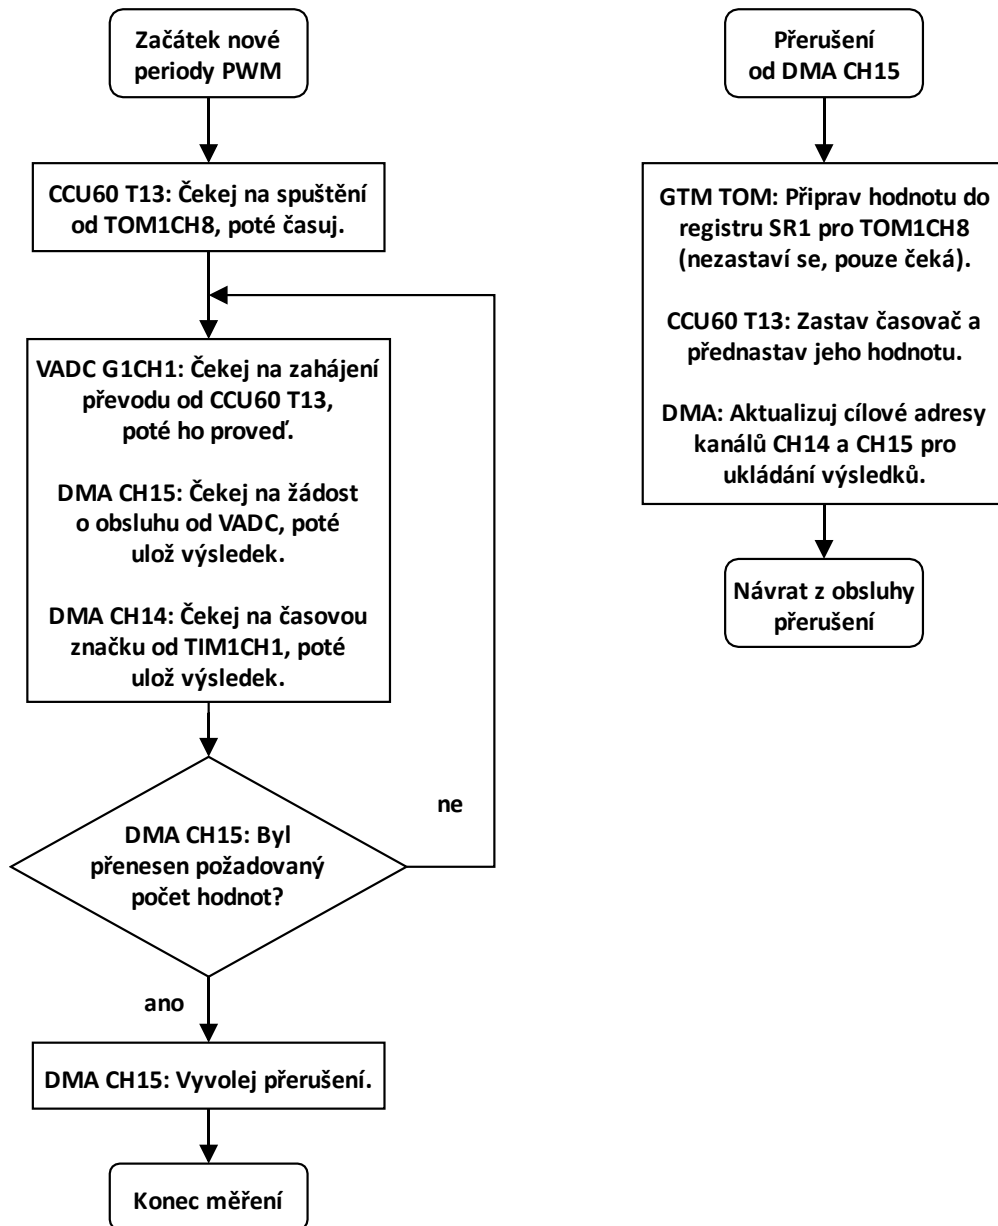 Začátek nové
periody PWM
CCU60 T13: Čekej na spuštění
od TOM1CH8, poté časuj.
VADC G1CH1: Čekej na zahájení
převodu od CCU60 T13,
poté ho proveď.
DMA CH15: Čekej na žádost
o obsluhu od VADC, poté
ulož výsledek.
DMA CH14: Čekej na časovou
značku od TIM1CH1, poté
ulož výsledek.
ne
DMA CH15: Byl
přenesen požadovaný
počet hodnot?
ano
DMA CH15: Vyvolej přerušení.
Konec měření
Přerušení
od DMA CH15
GTM TOM: Připrav hodnotu do
registru SR1 pro TOM1CH8
(nezastaví se, pouze čeká).
CCU60 T13: Zastav časovač a
přednastav jeho hodnotu.
DMA: Aktualizuj cílové adresy
kanálů CH14 a CH15 pro
ukládání výsledků.
Návrat z obsluhy
přerušení